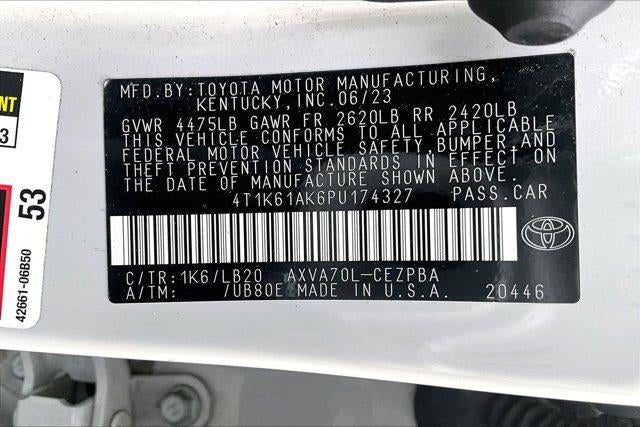 MFD.BY:TOYOTA MOTOR MANUFACTURING,
KENTUCKY,INC.06/23
GVWR 4475LB GAWR FR 2620LB RR 2420LB
THIS VEHICLE CONFORMS TO ALL APPLICABLE
FEDERAL MOTOR VEHICLE SAFETY,BUMPER,AND
THEFT PREVENTION STANDARDS IN EFFECT ON
THE DATE OF MANUFACTURE SHOWN ABOVE.
4T1K61AK6PU174327 PASS.CAR
C/TR:1K6/LB20 AXVA70L-CEZPBA
A/TM: /UB80E MADE IN U.S.A. 20446
53
42661-06B50